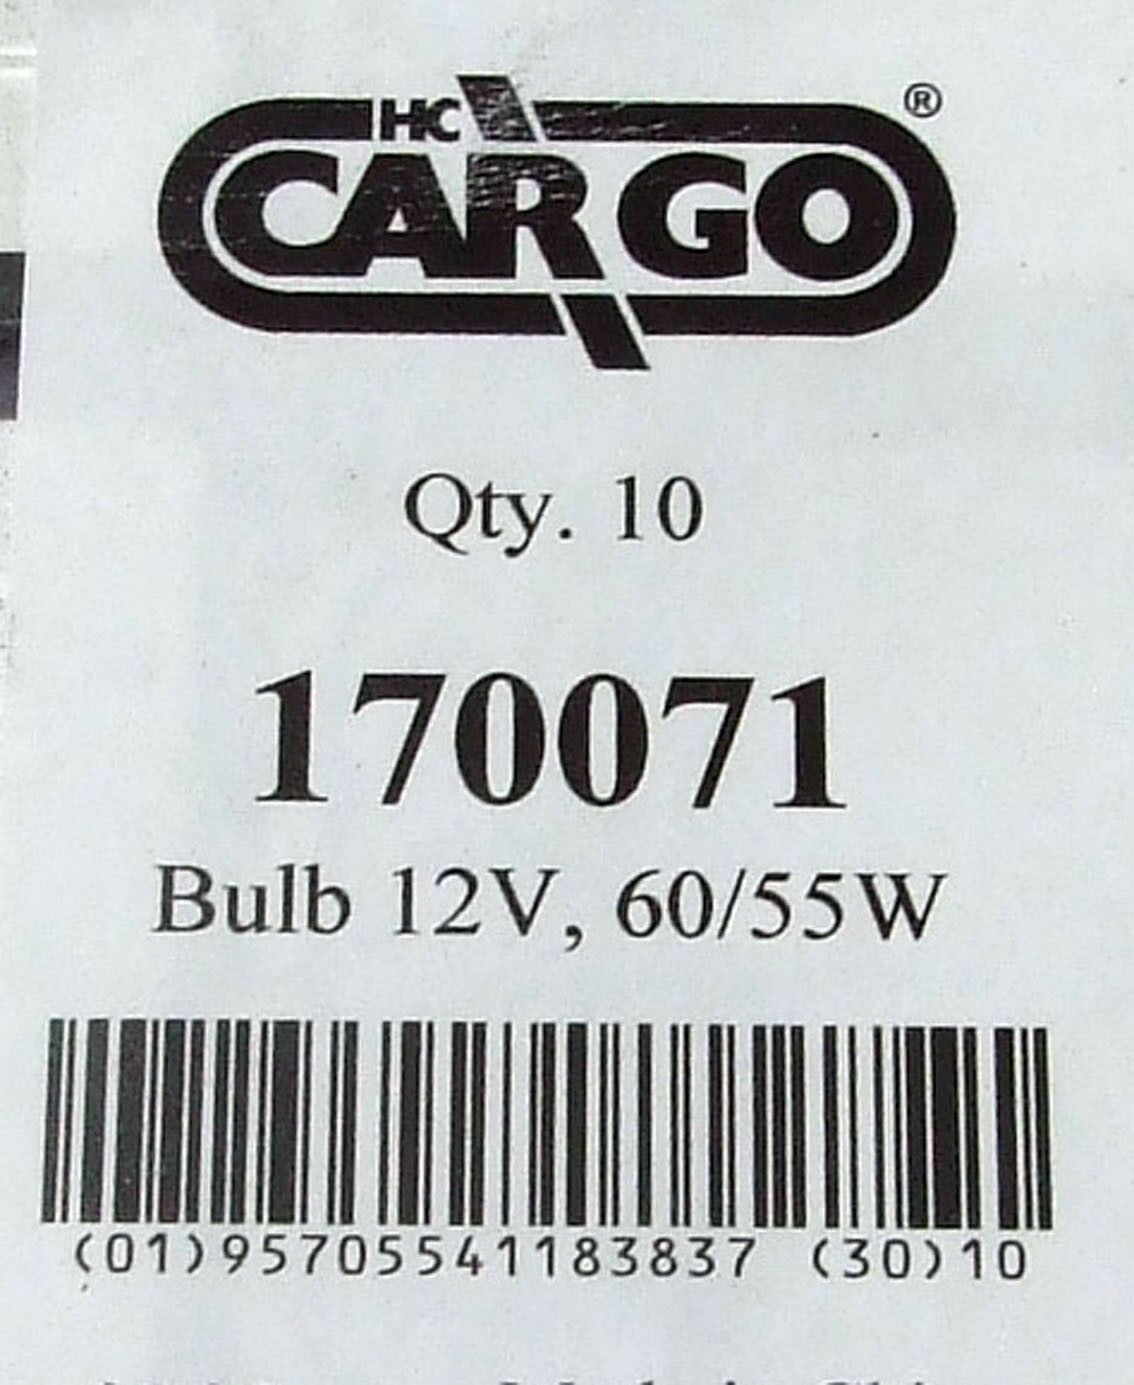 HC
CARGO®
Qty. 10
170071
Bulb 12V, 60/55W
(01)95705541183837 (30)10